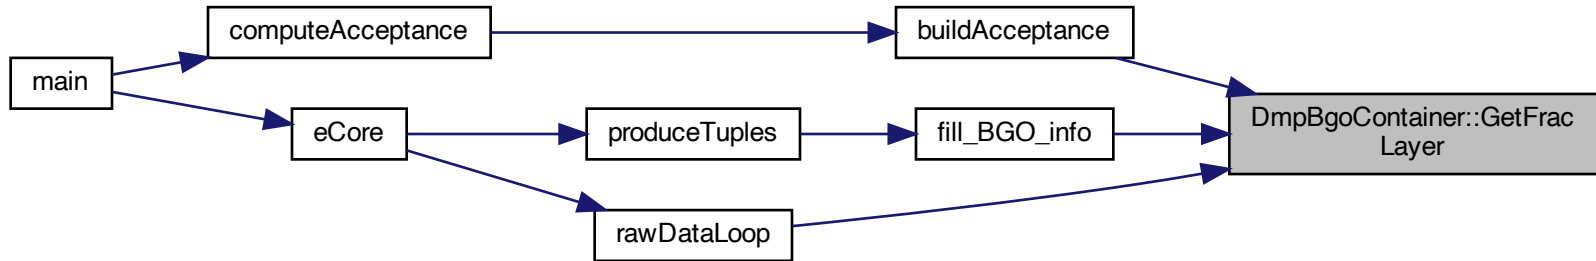 computeAcceptance
buildAcceptance
main
DmpBgoContainer::GetFrac
Layer
eCore
produceTuples
fill_BGO_info
rawDataLoop